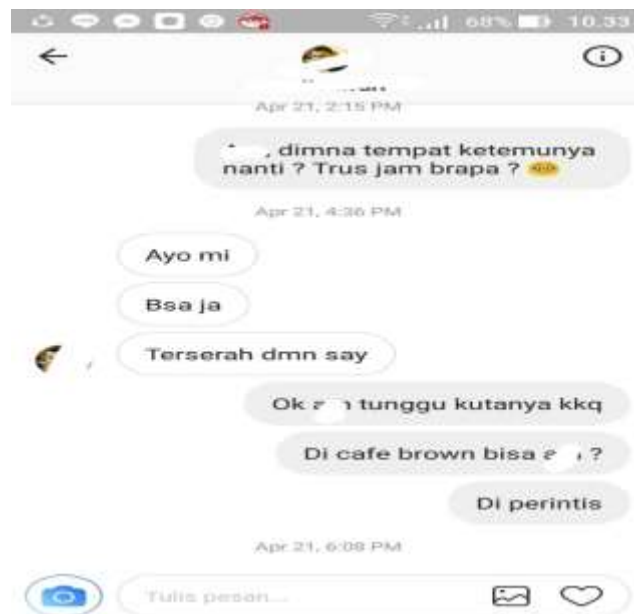 68% 10.33
Apr 21, 2:15 PM
, dimna tempat ketemunya
nanti ? Trus jam brapa ?
Apr 21, 4:36 PM
Ayo mi
Bsa ja
Terserah dmn say
Ok tunggu kutanya kkq
Di cafe brown bisa ?
Di perintis
Apr 21, 6:08 PM
Tulis pesan...